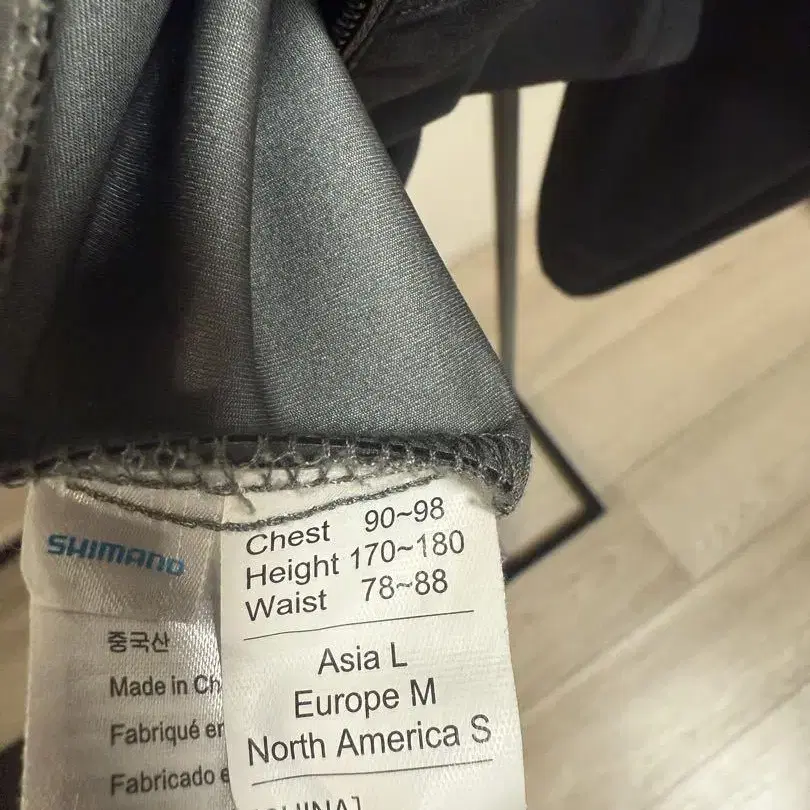 SHIMANO
중국산
Made in Ch
Fabriqué en
Fabricado e
Chest 90~98
Height 170~180
Waist 78~88
Asia L
Europe M
North America S